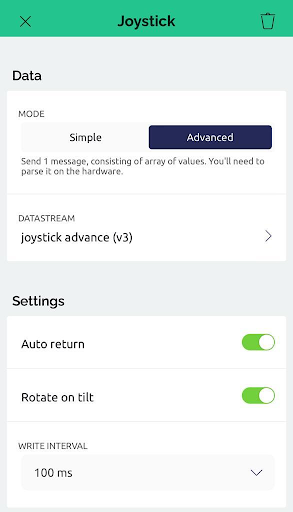 Joystick
Data
MODE
Simple
Advanced
Send 1 message, consisting of array of values. You'll need to
parse it on the hardware.
DATASTREAM
joystick advance (v3)
Settings
Auto return
Rotate on tilt
WRITE INTERVAL
100 ms